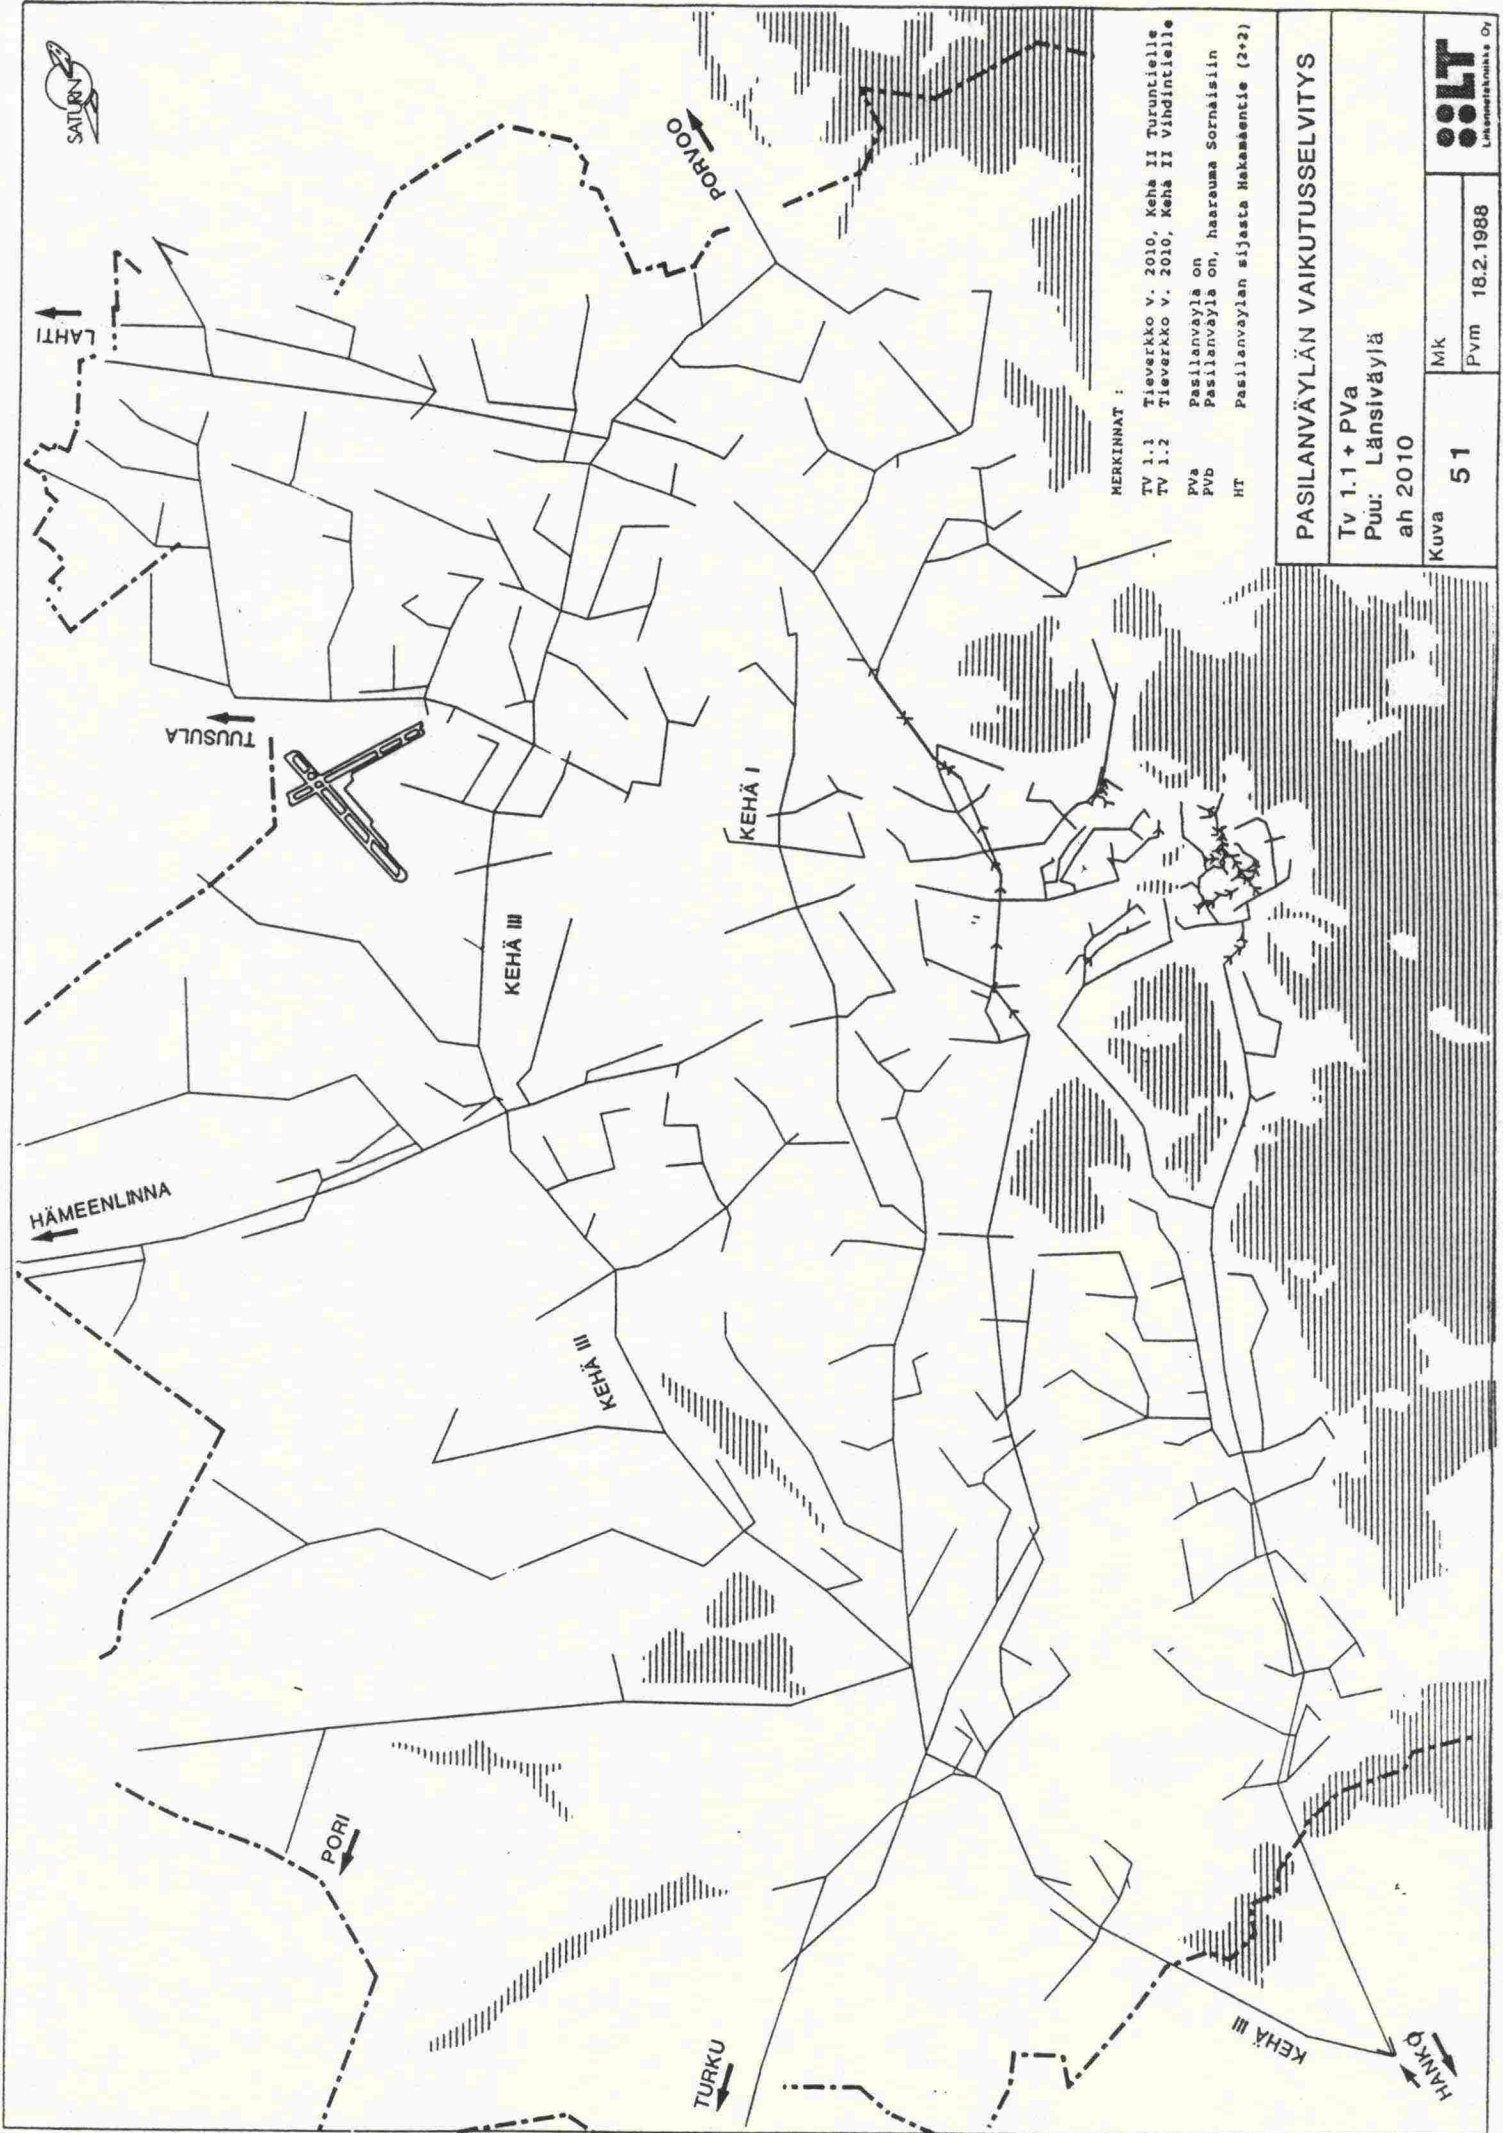 SATURN
LAHTI
PORVOO
TUUSULA
KEHÄ I
KEHÄ III
HÄMEENLINNA
KEHÄ III
PORI
TURKU
KEHÄ III
HANKO
MERKINNAT :
TV 1.1 Tieverkko v. 2010, Kehä II Turuntielle
TV 1.2 Tieverkko v. 2010, Kehä II Vihdintielle
PVa Pasilanväylä on
PVb Pasilanväylä on, haarauma Sörnäisiin
HT Pasilanväylän sijasta Hakamäentie (2+2)
PASILANVÄYLÄN VAIKUTUSSELVITYS
Tv 1.1 + PVa
Puu: Länsiväylä
ah 2010
Kuva 51
Mk
Pvm 18.2.1988
LT
Liikennetekniikka Oy